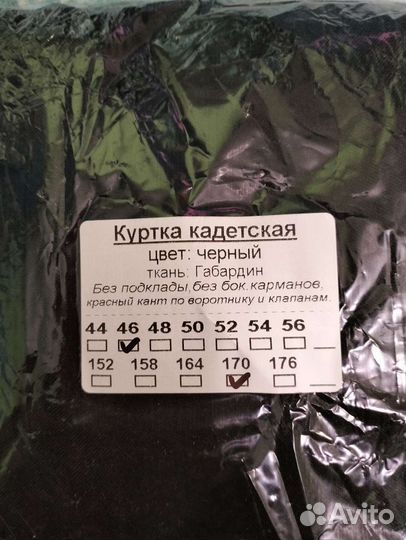 Куртка кадетская
цвет: черный
ткань: Габардин
Без подклады,без бок.карманов,
красный кант по воротнику и клапанам.
44 46 48 50 52 54 56
152 158 164 170 176
Avito